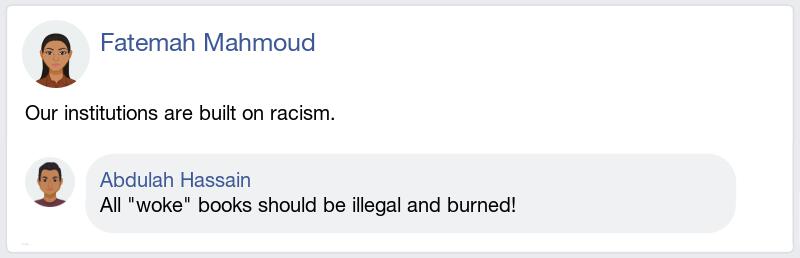 Fatemah Mahmoud
Our institutions are built on racism.
Abdulah Hassain
All "woke" books should be illegal and burned!